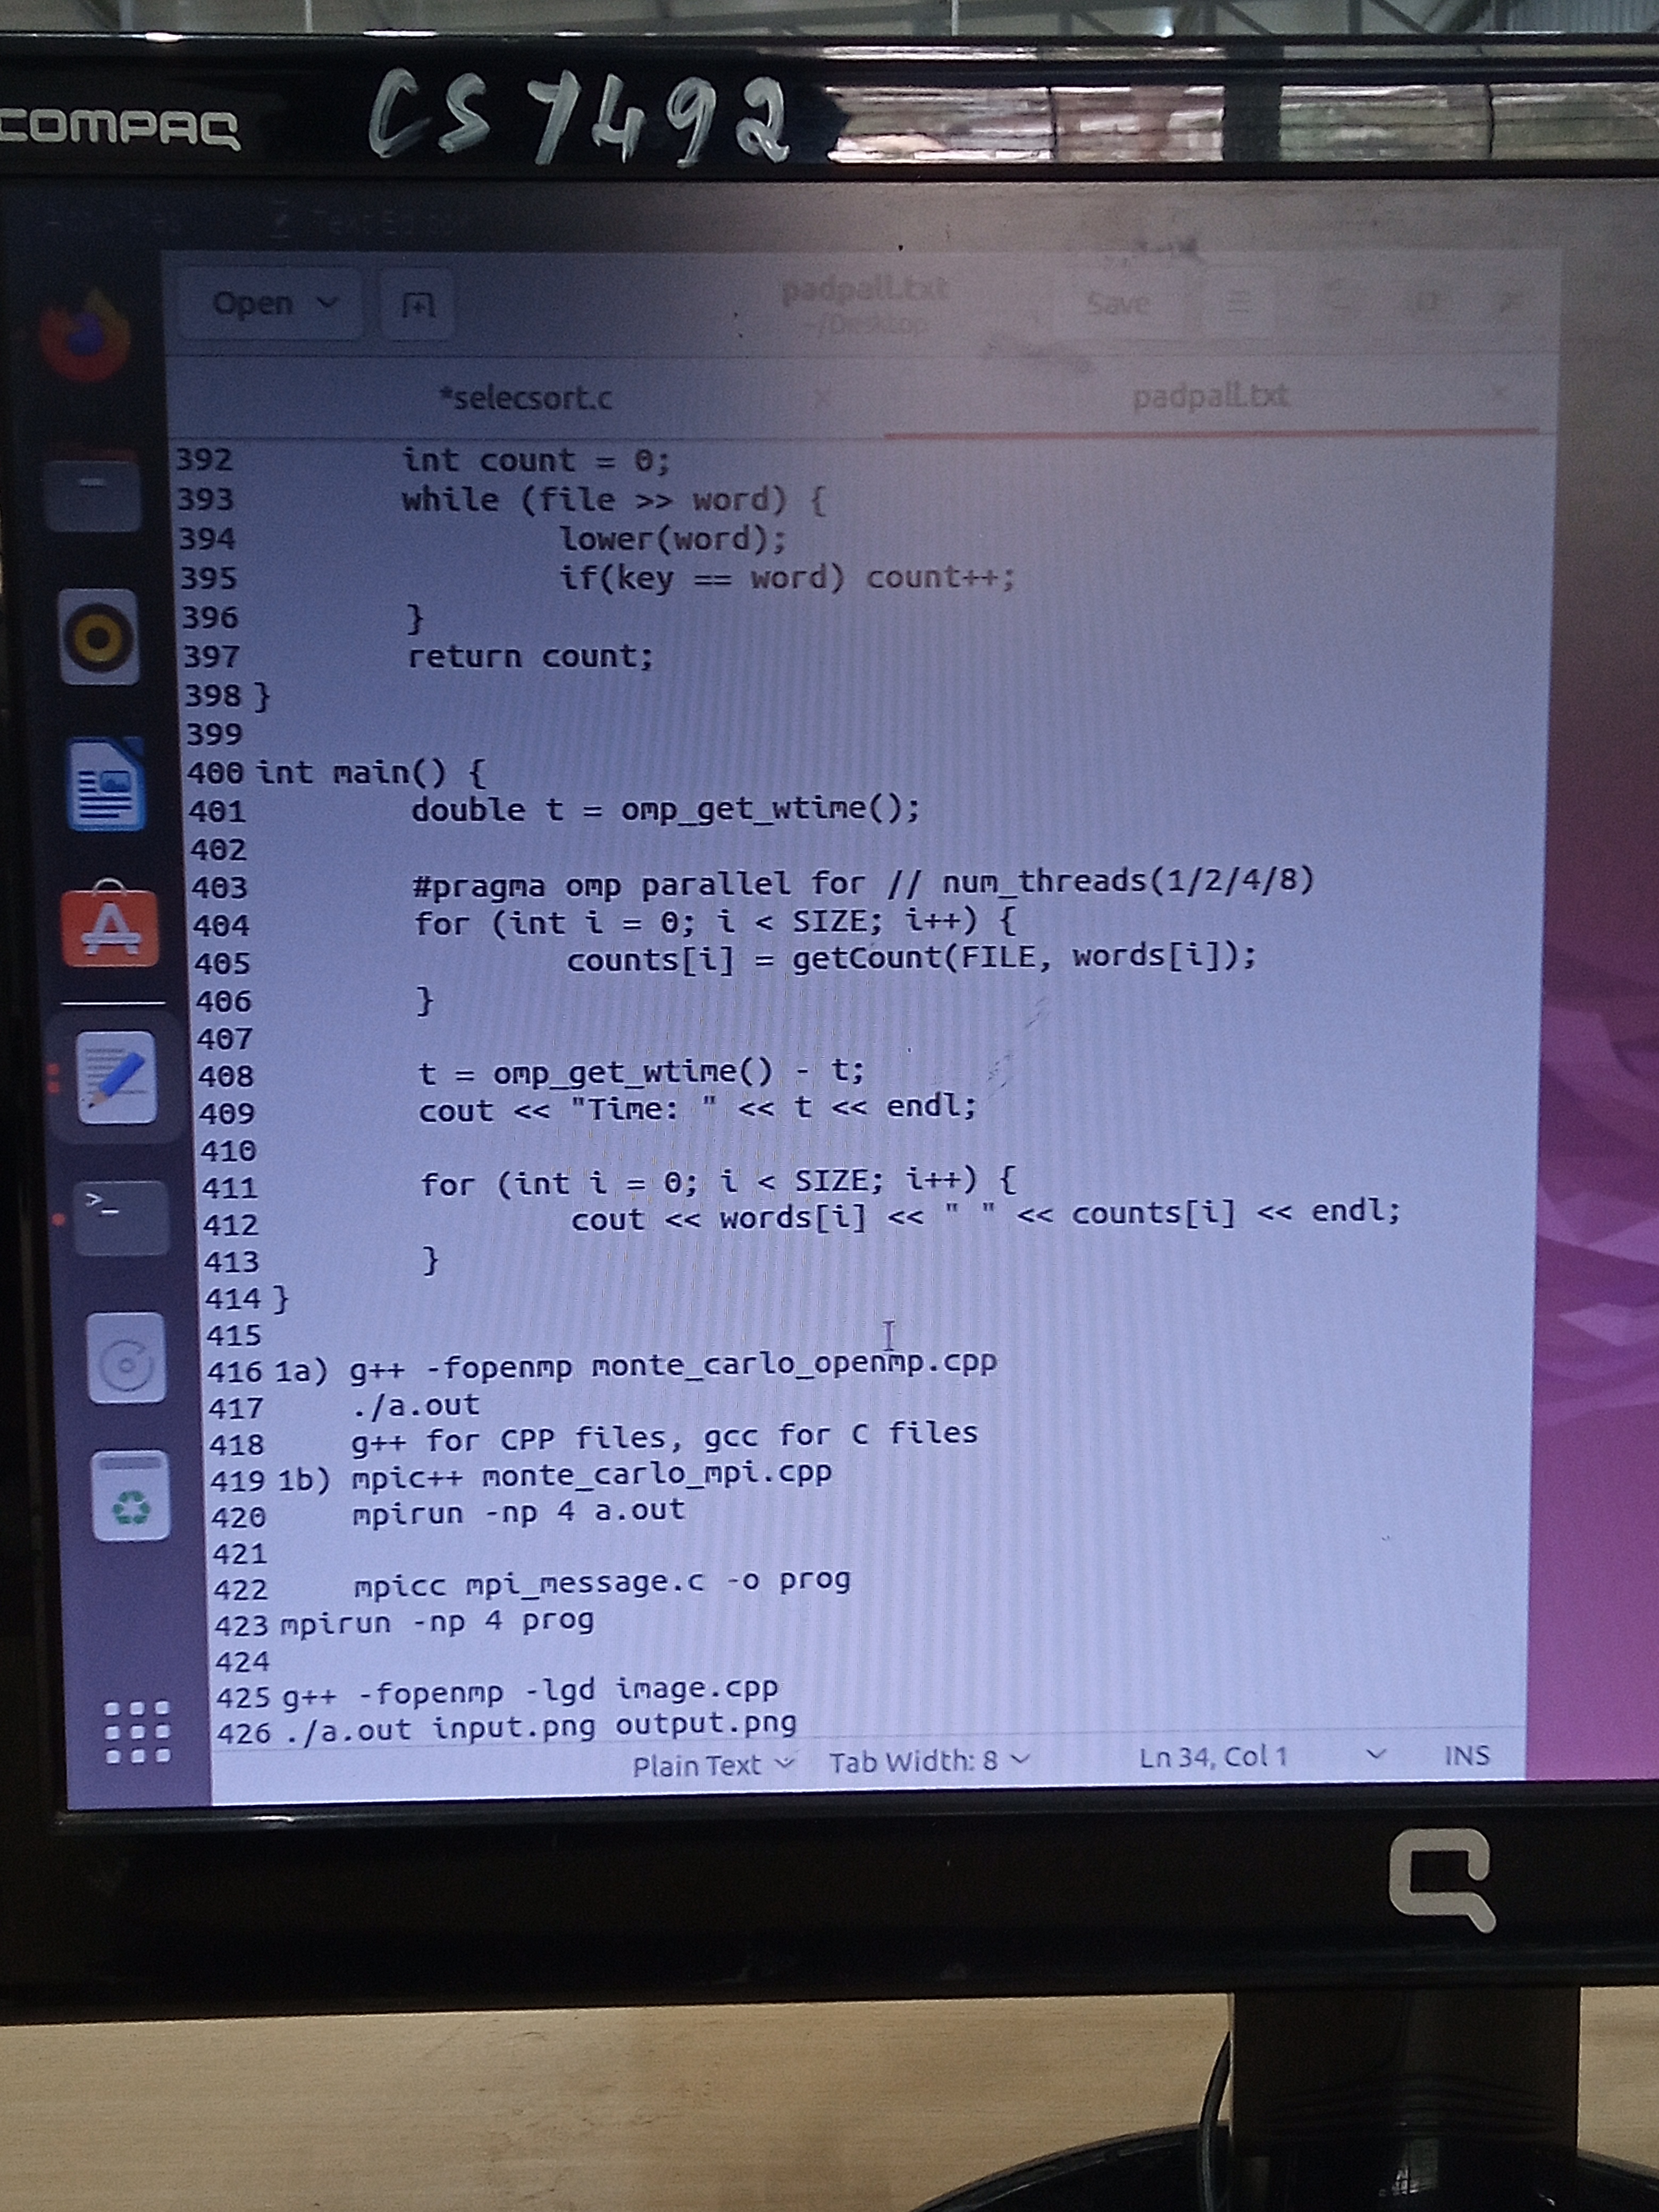 COMPAQ CS7492
Text Editor
Open
padpall.txt
~/Desktop
Save
*selecsort.c
padpall.txt
392 int count = 0;
393 while (file >> word) {
394 lower(word);
395 if(key == word) count++;
396 }
397 return count;
398 }
399
400 int main() {
401 double t = omp_get_wtime();
402
403 #pragma omp parallel for // num_threads(1/2/4/8)
404 for (int i = 0; i < SIZE; i++) {
405 counts[i] = getCount(FILE, words[i]);
406 }
407
408 t = omp_get_wtime() - t;
409 cout << "Time: " << t << endl;
410
411 for (int i = 0; i < SIZE; i++) {
412 cout << words[i] << " " << counts[i] << endl;
413 }
414 }
415
416 1a) g++ -fopenmp monte_carlo_openmp.cpp
417 ./a.out
418 g++ for CPP files, gcc for C files
419 1b) mpic++ monte_carlo_mpi.cpp
420 mpirun -np 4 a.out
421
422 mpicc mpi_message.c -o prog
423 mpirun -np 4 prog
424
425 g++ -fopenmp -lgd image.cpp
426 ./a.out input.png output.png
Plain Text Tab Width: 8 Ln 34, Col 1 INS